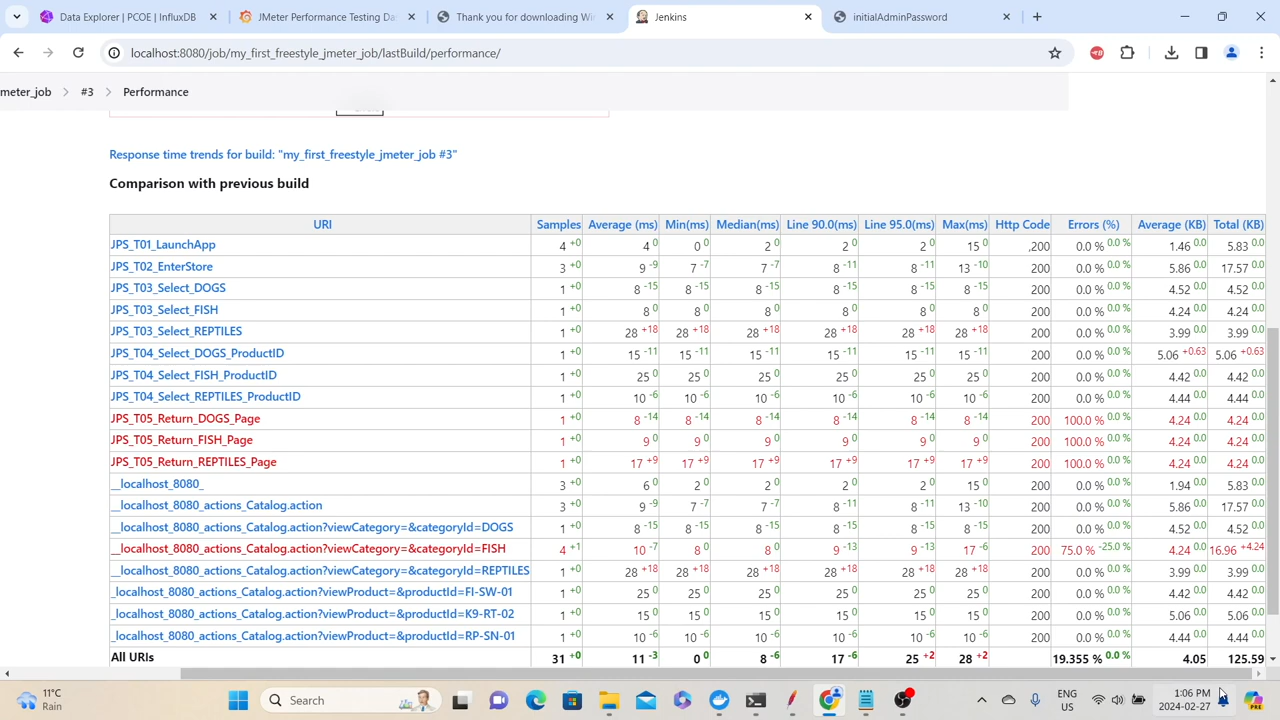 Data Explorer | PCOE | InfluxDB
JMeter Performance Testing Da
Thank you for downloading Wi
Jenkins
initialAdminPassword
localhost:8080/job/my_first_freestyle_jmeter_job/lastBuild/performance/
meter_job > #3 > Performance
Response time trends for build: "my_first_freestyle_jmeter_job #3"
Comparison with previous build
URI Samples Average (ms) Min(ms) Median(ms) Line 90.0(ms) Line 95.0(ms) Max(ms) Http Code Errors (%) Average (KB) Total (KB)
JPS_T01_LaunchApp 4 +0 4 0 0 0 2 0 2 0 2 0 15 0 ,200 0.0 % 0.0 % 1.46 0.0 5.83 0.0
JPS_T02_EnterStore 3 +0 9 -9 7 -7 7 -7 8 -11 8 -11 13 -10 200 0.0 % 0.0 % 5.86 0.0 17.57 0.0
JPS_T03_Select_DOGS 1 +0 8 -15 8 -15 8 -15 8 -15 8 -15 8 -15 200 0.0 % 0.0 % 4.52 0.0 4.52 0.0
JPS_T03_Select_FISH 1 +0 8 0 8 0 8 0 8 0 8 0 8 0 200 0.0 % 0.0 % 4.24 0.0 4.24 0.0
JPS_T03_Select_REPTILES 1 +0 28 +18 28 +18 28 +18 28 +18 28 +18 28 +18 200 0.0 % 0.0 % 3.99 0.0 3.99 0.0
JPS_T04_Select_DOGS_ProductID 1 +0 15 -11 15 -11 15 -11 15 -11 15 -11 15 -11 200 0.0 % 0.0 % 5.06 +0.63 5.06 +0.63
JPS_T04_Select_FISH_ProductID 1 +0 25 0 25 0 25 0 25 0 25 0 25 0 200 0.0 % 0.0 % 4.42 0.0 4.42 0.0
JPS_T04_Select_REPTILES_ProductID 1 +0 10 -6 10 -6 10 -6 10 -6 10 -6 10 -6 200 0.0 % 0.0 % 4.44 0.0 4.44 0.0
JPS_T05_Return_DOGS_Page 1 +0 8 -14 8 -14 8 -14 8 -14 8 -14 8 -14 200 100.0 % 0.0 % 4.24 0.0 4.24 0.0
JPS_T05_Return_FISH_Page 1 +0 9 0 9 0 9 0 9 0 9 0 9 0 200 100.0 % 0.0 % 4.24 0.0 4.24 0.0
JPS_T05_Return_REPTILES_Page 1 +0 17 +9 17 +9 17 +9 17 +9 17 +9 17 +9 200 100.0 % 0.0 % 4.24 0.0 4.24 0.0
__localhost_8080_ 3 +0 6 0 2 0 2 0 2 0 2 0 15 0 200 0.0 % 0.0 % 1.94 0.0 5.83 0.0
__localhost_8080_actions_Catalog.action 3 +0 9 -9 7 -7 7 -7 8 -11 8 -11 13 -10 200 0.0 % 0.0 % 5.86 0.0 17.57 0.0
__localhost_8080_actions_Catalog.action?viewCategory=&categoryId=DOGS 1 +0 8 -15 8 -15 8 -15 8 -15 8 -15 8 -15 200 0.0 % 0.0 % 4.52 0.0 4.52 0.0
__localhost_8080_actions_Catalog.action?viewCategory=&categoryId=FISH 4 +1 10 -7 8 0 8 0 9 -13 9 -13 17 -6 200 75.0 % -25.0 % 4.24 0.0 16.96 +4.24
__localhost_8080_actions_Catalog.action?viewCategory=&categoryId=REPTILES 1 +0 28 +18 28 +18 28 +18 28 +18 28 +18 28 +18 200 0.0 % 0.0 % 3.99 0.0 3.99 0.0
_localhost_8080_actions_Catalog.action?viewProduct=&productId=FI-SW-01 1 +0 25 0 25 0 25 0 25 0 25 0 25 0 200 0.0 % 0.0 % 4.42 0.0 4.42 0.0
_localhost_8080_actions_Catalog.action?viewProduct=&productId=K9-RT-02 1 +0 15 0 15 0 15 0 15 0 15 0 15 0 200 0.0 % 0.0 % 5.06 0.0 5.06 0.0
_localhost_8080_actions_Catalog.action?viewProduct=&productId=RP-SN-01 1 +0 10 -6 10 -6 10 -6 10 -6 10 -6 10 -6 200 0.0 % 0.0 % 4.44 0.0 4.44 0.0
All URIs 31 +0 11 -3 0 0 8 -6 17 -6 25 +2 28 +2 19.355 % 0.0 % 4.05 125.59
11°C
Rain
Search
ENG
US
1:06 PM
2024-02-27
PRE